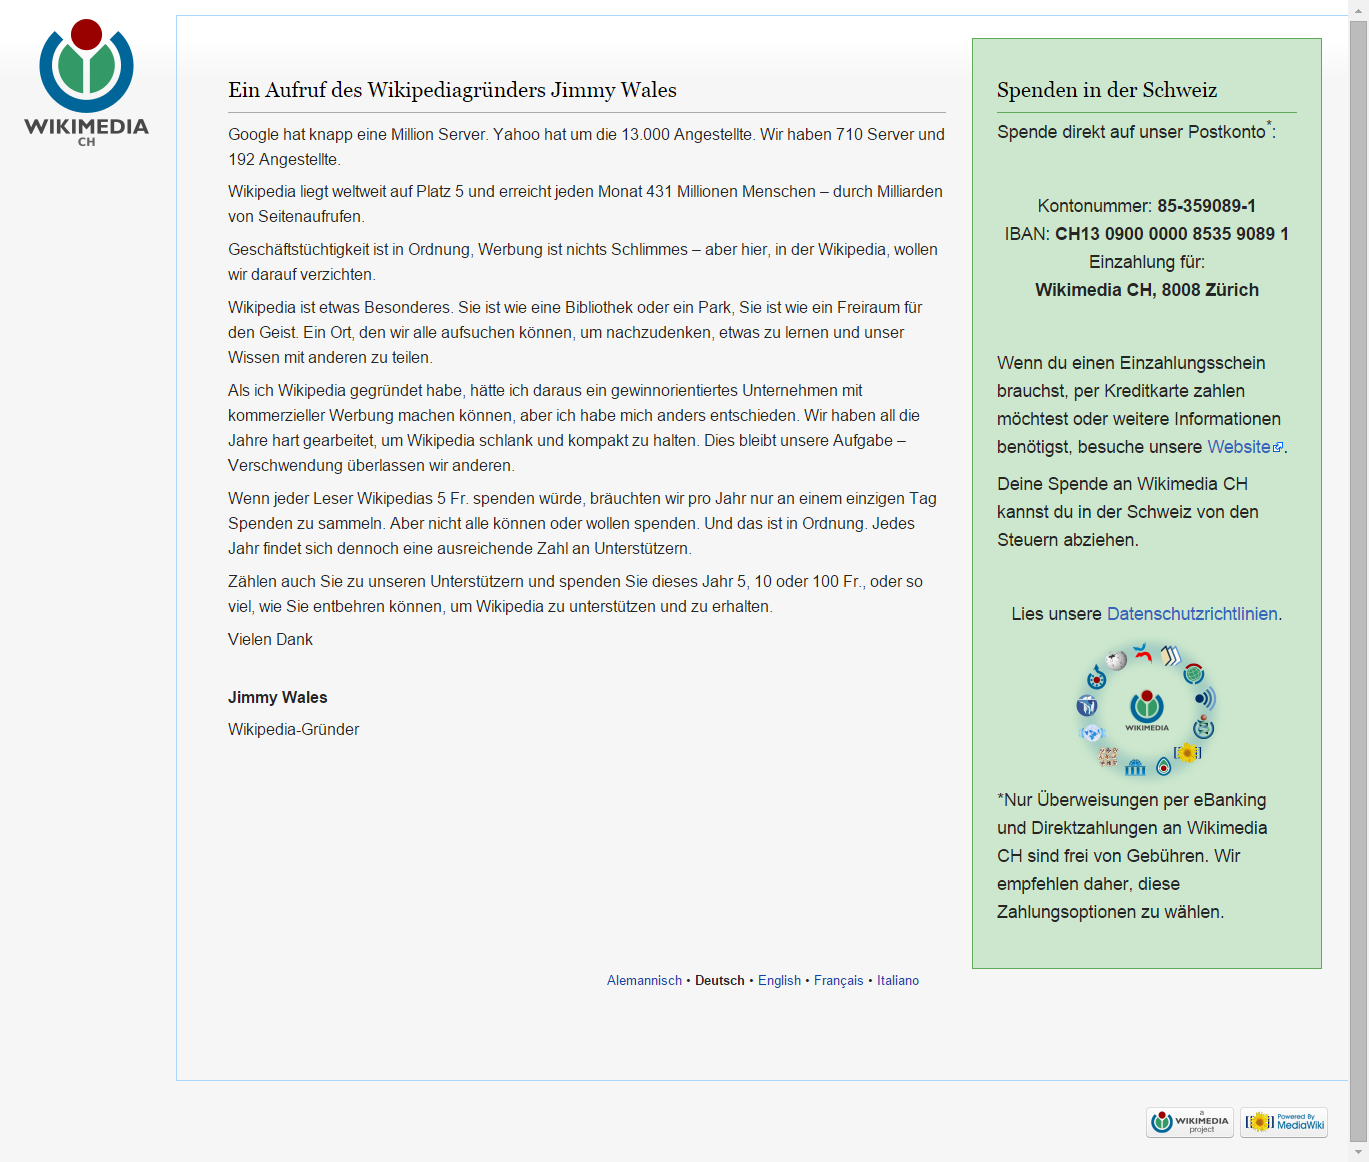 WIKIMEDIA
CH
Ein Aufruf des Wikipediagründers Jimmy Wales
Google hat knapp eine Million Server. Yahoo hat um die 13.000 Angestellte. Wir haben 710 Server und
192 Angestellte.
Wikipedia liegt weltweit auf Platz 5 und erreicht jeden Monat 431 Millionen Menschen – durch Milliarden
von Seitenaufrufen.
Geschäftstüchtigkeit ist in Ordnung, Werbung ist nichts Schlimmes – aber hier, in der Wikipedia, wollen
wir darauf verzichten.
Wikipedia ist etwas Besonderes. Sie ist wie eine Bibliothek oder ein Park, Sie ist wie ein Freiraum für
den Geist. Ein Ort, den wir alle aufsuchen können, um nachzudenken, etwas zu lernen und unser
Wissen mit anderen zu teilen.
Als ich Wikipedia gegründet habe, hätte ich daraus ein gewinnorientiertes Unternehmen mit
kommerzieller Werbung machen können, aber ich habe mich anders entschieden. Wir haben all die
Jahre hart gearbeitet, um Wikipedia schlank und kompakt zu halten. Dies bleibt unsere Aufgabe –
Verschwendung überlassen wir anderen.
Wenn jeder Leser Wikipedias 5 Fr. spenden würde, bräuchten wir pro Jahr nur an einem einzigen Tag
Spenden zu sammeln. Aber nicht alle können oder wollen spenden. Und das ist in Ordnung. Jedes
Jahr findet sich dennoch eine ausreichende Zahl an Unterstützern.
Zählen auch Sie zu unseren Unterstützern und spenden Sie dieses Jahr 5, 10 oder 100 Fr., oder so
viel, wie Sie entbehren können, um Wikipedia zu unterstützen und zu erhalten.
Vielen Dank
Jimmy Wales
Wikipedia-Gründer
Spenden in der Schweiz
Spende direkt auf unser Postkonto*:
Kontonummer: 85-359089-1
IBAN: CH13 0900 0000 8535 9089 1
Einzahlung für:
Wikimedia CH, 8008 Zürich
Wenn du einen Einzahlungsschein
brauchst, per Kreditkarte zahlen
möchtest oder weitere Informationen
benötigst, besuche unsere Website.
Deine Spende an Wikimedia CH
kannst du in der Schweiz von den
Steuern abziehen.
Lies unsere Datenschutzrichtlinien.
WIKIMEDIA
*Nur Überweisungen per eBanking
und Direktzahlungen an Wikimedia
CH sind frei von Gebühren. Wir
empfehlen daher, diese
Zahlungsoptionen zu wählen.
Alemannisch • Deutsch • English • Français • Italiano
a
WIKIMEDIA
project
Powered By
MediaWiki